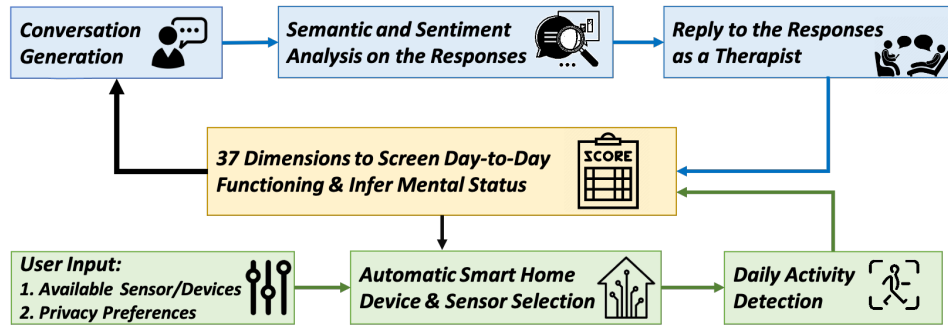 Conversation
Generation
Semantic and Sentiment
Analysis on the Responses
Reply to the Responses
as a Therapist
37 Dimensions to Screen Day-to-Day
Functioning & Infer Mental Status
SCORE
User Input:
1. Available Sensor/Devices
2. Privacy Preferences
Automatic Smart Home
Device & Sensor Selection
Daily Activity
Detection